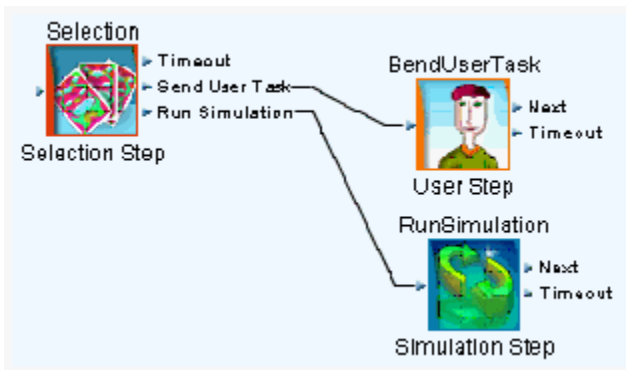 Selection
Timeout
Send User Task
Run Simulation
Selection Step
SendUserTask
Next
Timeout
User Step
RunSimulation
Next
Timeout
Simulation Step